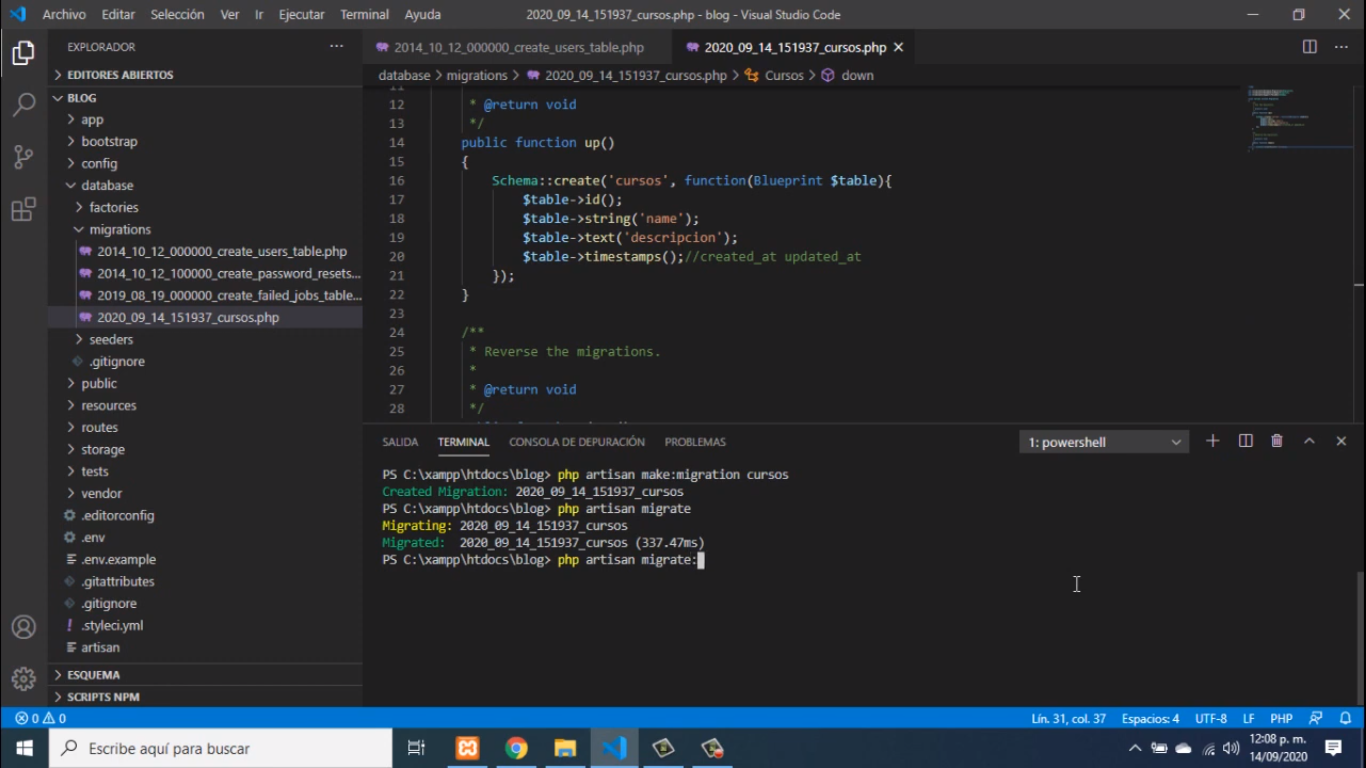 Archivo Editar Selección Ver Ir Ejecutar Terminal Ayuda 2020_09_14_151937_cursos.php - blog - Visual Studio Code
EXPLORADOR
EDITORES ABIERTOS
BLOG
app
bootstrap
config
database
factories
migrations
2014_10_12_000000_create_users_table.php
2014_10_12_100000_create_password_resets...
2019_08_19_000000_create_failed_jobs_table...
2020_09_14_151937_cursos.php
seeders
.gitignore
public
resources
routes
storage
tests
vendor
.editorconfig
.env
.env.example
.gitattributes
.gitignore
.styleci.yml
artisan
ESQUEMA
SCRIPTS NPM
2014_10_12_000000_create_users_table.php 2020_09_14_151937_cursos.php
database > migrations > 2020_09_14_151937_cursos.php > Cursos > down
11
12 * @return void
13 */
14 public function up()
15 {
16 Schema::create('cursos', function(Blueprint $table){
17 $table->id();
18 $table->string('name');
19 $table->text('descripcion');
20 $table->timestamps();//created_at updated_at
21 });
22 }
23
24 /**
25 * Reverse the migrations.
26 *
27 * @return void
28 */
SALIDA TERMINAL CONSOLA DE DEPURACIÓN PROBLEMAS 1: powershell
PS C:\xampp\htdocs\blog> php artisan make:migration cursos
Created Migration: 2020_09_14_151937_cursos
PS C:\xampp\htdocs\blog> php artisan migrate
Migrating: 2020_09_14_151937_cursos
Migrated: 2020_09_14_151937_cursos (337.47ms)
PS C:\xampp\htdocs\blog> php artisan migrate:
0 0 Lín. 31, col. 37 Espacios: 4 UTF-8 LF PHP
Escribe aquí para buscar
12:08 p. m.
14/09/2020